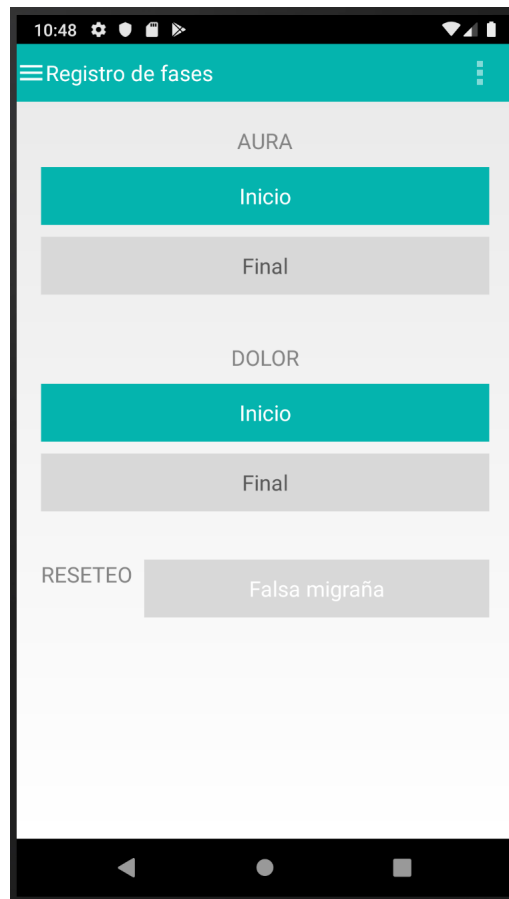 10:48
Registro de fases
AURA
Inicio
Final
DOLOR
Inicio
Final
RESETEO
Falsa migraña